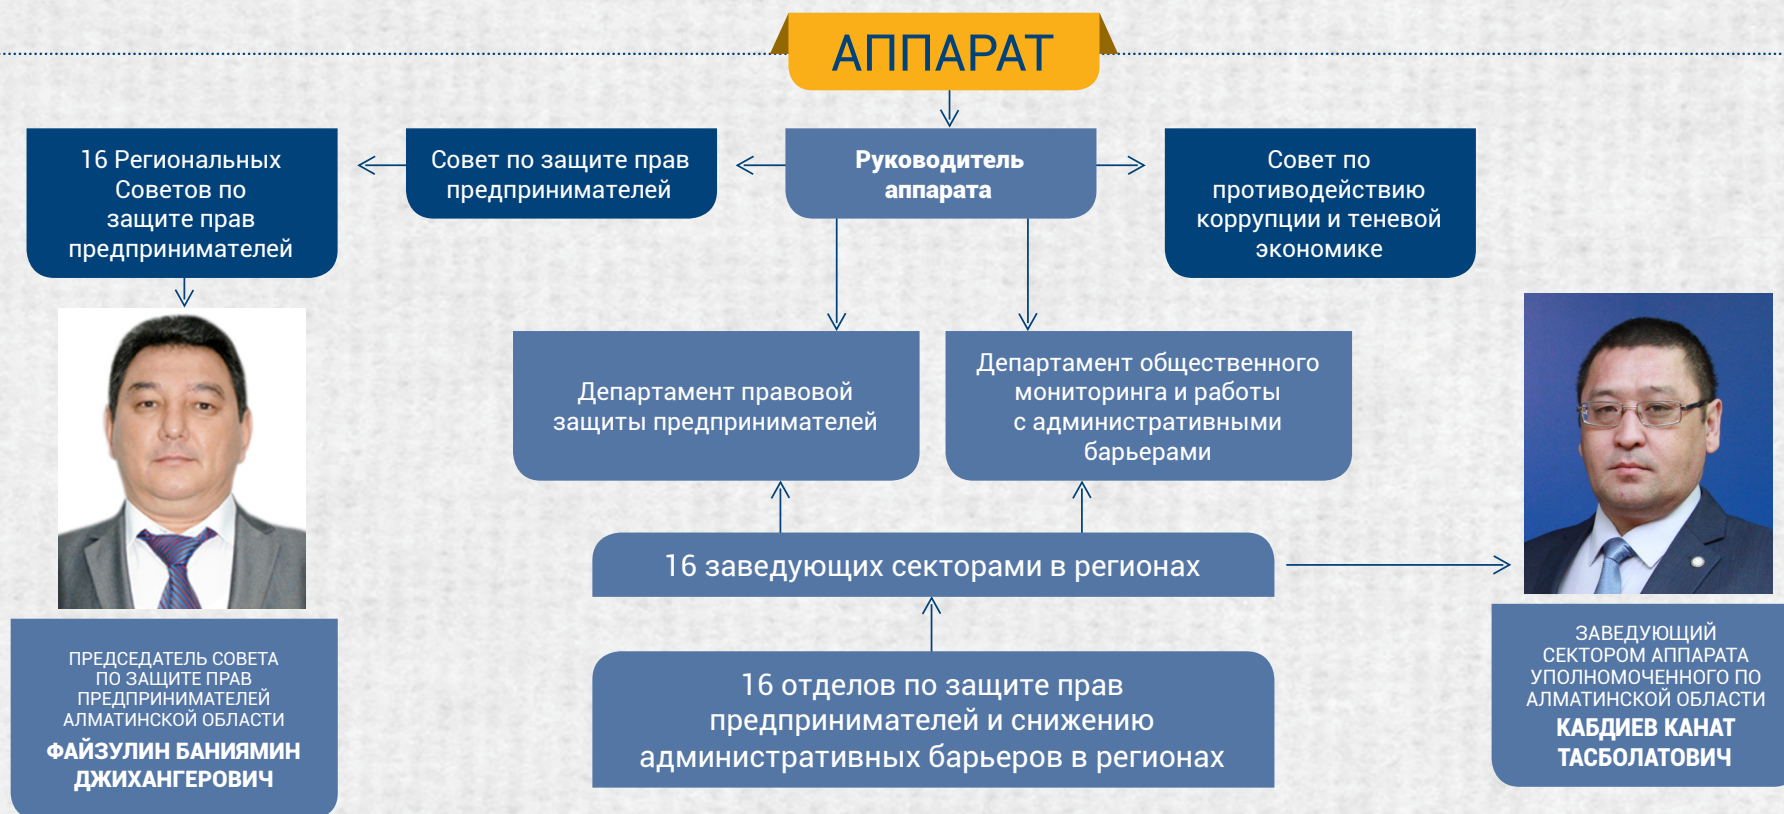 АППАРАТ
16 Региональных
Советов по
защите прав
предпринимателей
Совет по защите прав
предпринимателей
Руководитель
аппарата
Совет по
противодействию
коррупции и теневой
экономике
Департамент правовой
защиты предпринимателей
Департамент общественного
мониторинга и работы
с административными
барьерами
16 заведующих секторами в регионах
16 отделов по защите прав
предпринимателей и снижению
административных барьеров в регионах
ПРЕДСЕДАТЕЛЬ СОВЕТА
ПО ЗАЩИТЕ ПРАВ
ПРЕДПРИНИМАТЕЛЕЙ
АЛМАТИНСКОЙ ОБЛАСТИ
ФАЙЗУЛИН БАНИЯМИН
ДЖИХАНГЕРОВИЧ
ЗАВЕДУЮЩИЙ
СЕКТОРОМ АППАРАТА
УПОЛНОМОЧЕННОГО ПО
АЛМАТИНСКОЙ ОБЛАСТИ
КАБДИЕВ КАНАТ
ТАСБОЛАТОВИЧ